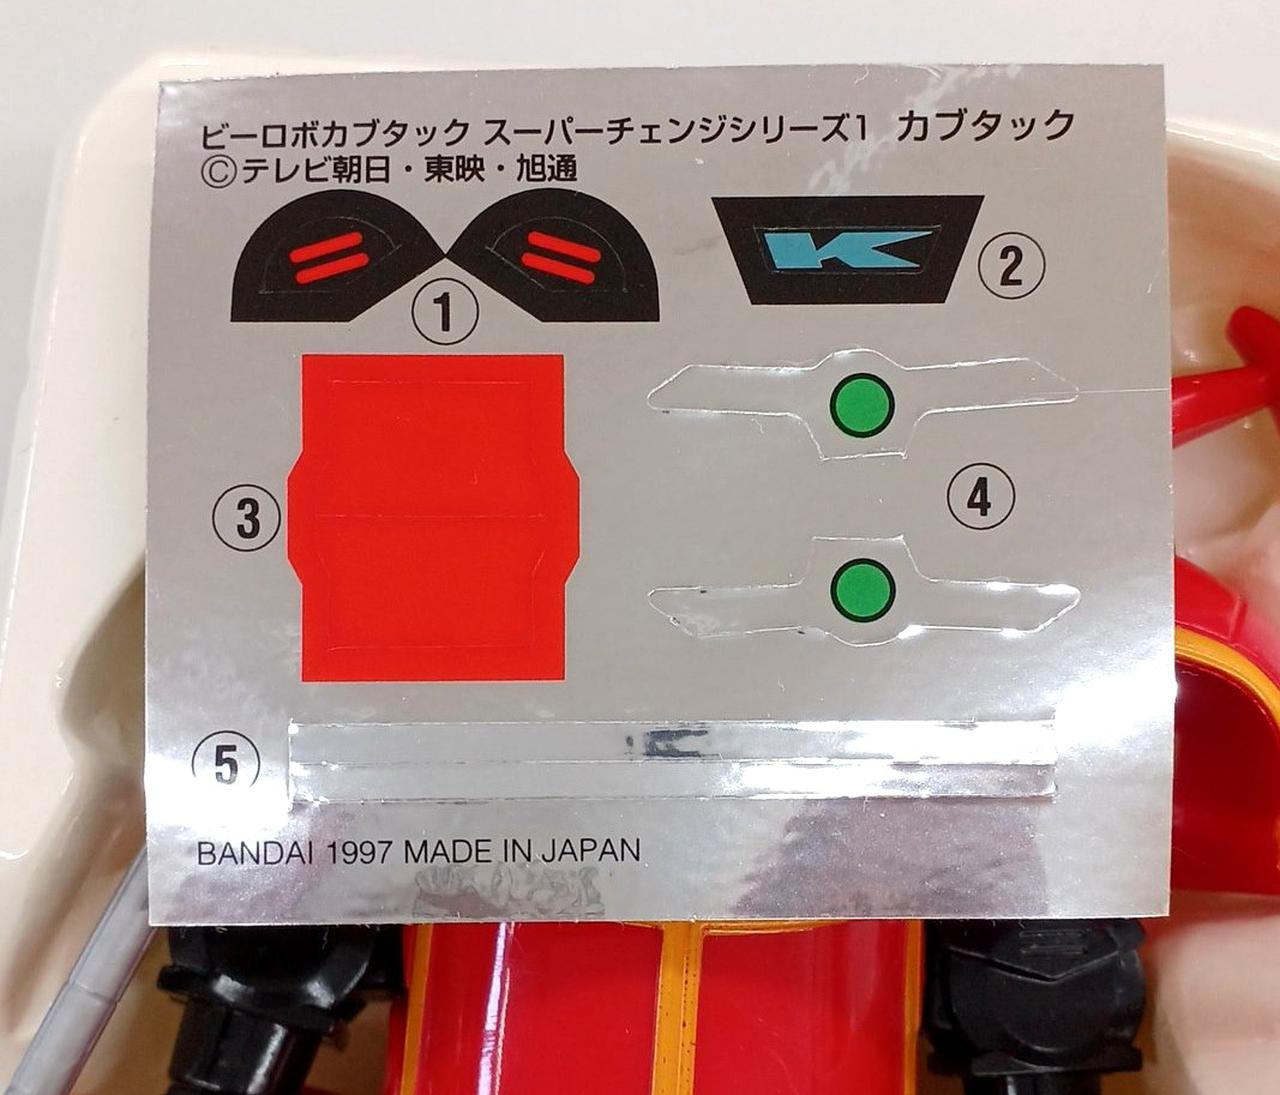 ビーロボカブタック スーパーチェンジシリーズ1 カブタック
©テレビ朝日・東映・旭通
K
2
1
3
4
5
BANDAI 1997 MADE IN JAPAN